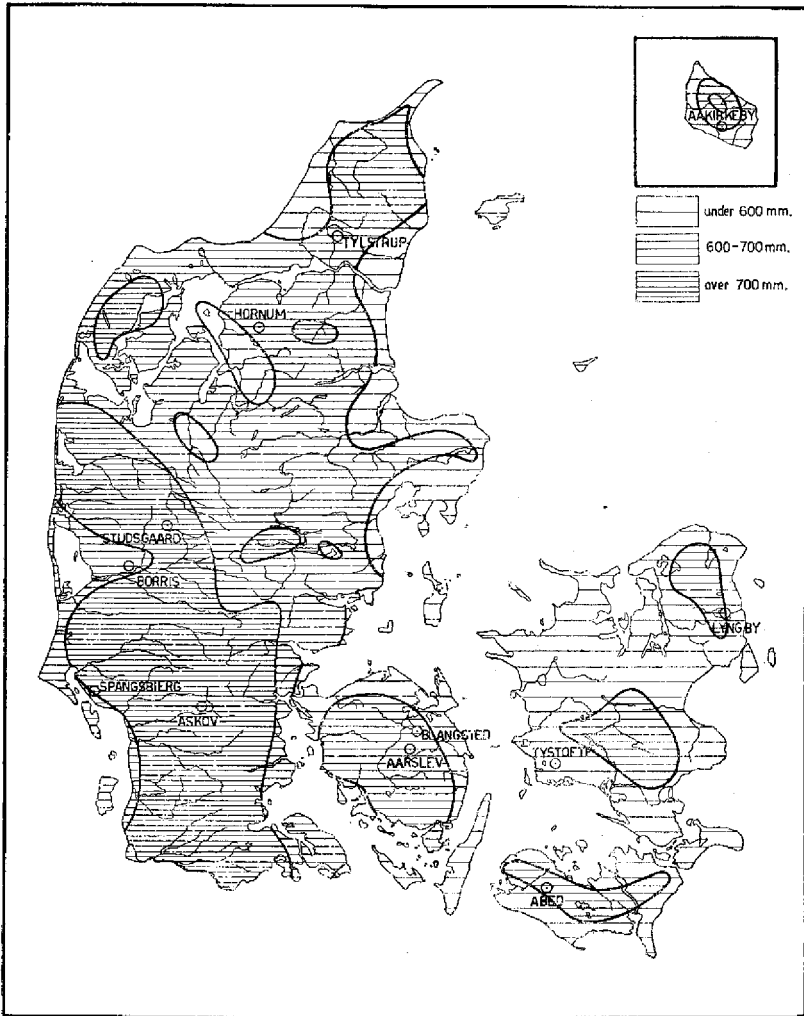 AAKIRKEBY
under 600 mm.
600-700 mm.
over 700 mm.
TYLSTRUP
HORNUM
STUDSGAARD
BORRIS
LYNGBY
SPANGSBJERG
ASKOV
BLANGSTED
AARSLEV
TYSTOFTE
ABED